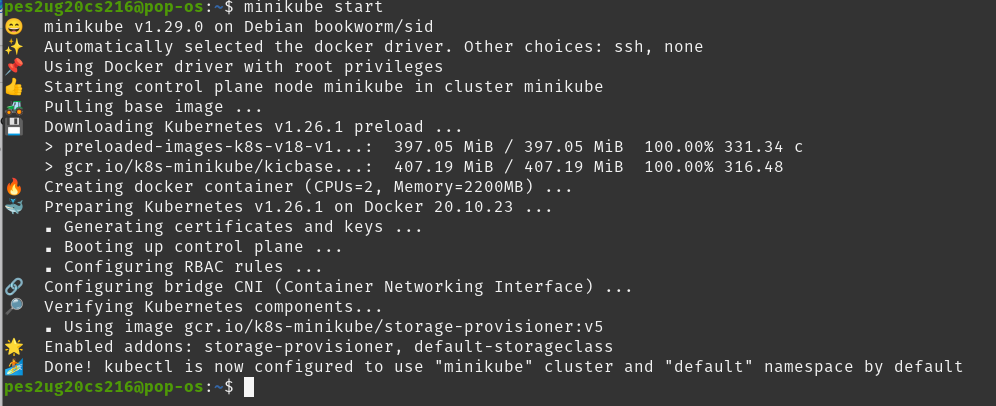 pes2ug20cs216@pop-os:~$ minikube start
😄  minikube v1.29.0 on Debian bookworm/sid
✨  Automatically selected the docker driver. Other choices: ssh, none
📌  Using Docker driver with root privileges
👍  Starting control plane node minikube in cluster minikube
🚜  Pulling base image ...
💾  Downloading Kubernetes v1.26.1 preload ...
    > preloaded-images-k8s-v18-v1...:  397.05 MiB / 397.05 MiB  100.00% 331.34 c
    > gcr.io/k8s-minikube/kicbase...:  407.19 MiB / 407.19 MiB  100.00% 316.48
🔥  Creating docker container (CPUs=2, Memory=2200MB) ...
🐳  Preparing Kubernetes v1.26.1 on Docker 20.10.23 ...
    ▪ Generating certificates and keys ...
    ▪ Booting up control plane ...
    ▪ Configuring RBAC rules ...
🔗  Configuring bridge CNI (Container Networking Interface) ...
🔎  Verifying Kubernetes components...
    ▪ Using image gcr.io/k8s-minikube/storage-provisioner:v5
🌟  Enabled addons: storage-provisioner, default-storageclass
🏄  Done! kubectl is now configured to use "minikube" cluster and "default" namespace by default
pes2ug20cs216@pop-os:~$